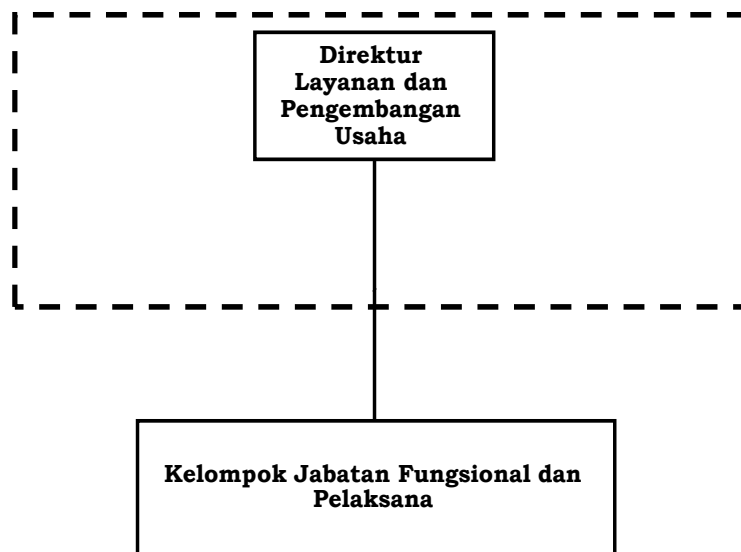 Direktur
Layanan dan
Pengembangan
Usaha
Kelompok Jabatan Fungsional dan
Pelaksana